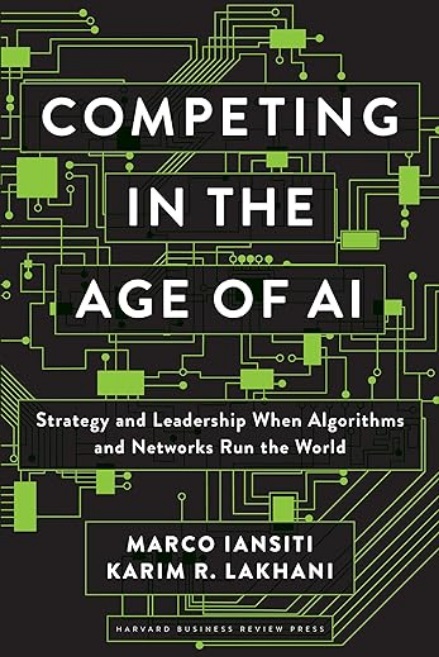 COMPETING
IN THE
AGE OF AI
Strategy and Leadership When Algorithms
and Networks Run the World
MARCO IANSITI
KARIM R. LAKHANI
HARVARD BUSINESS REVIEW PRESS